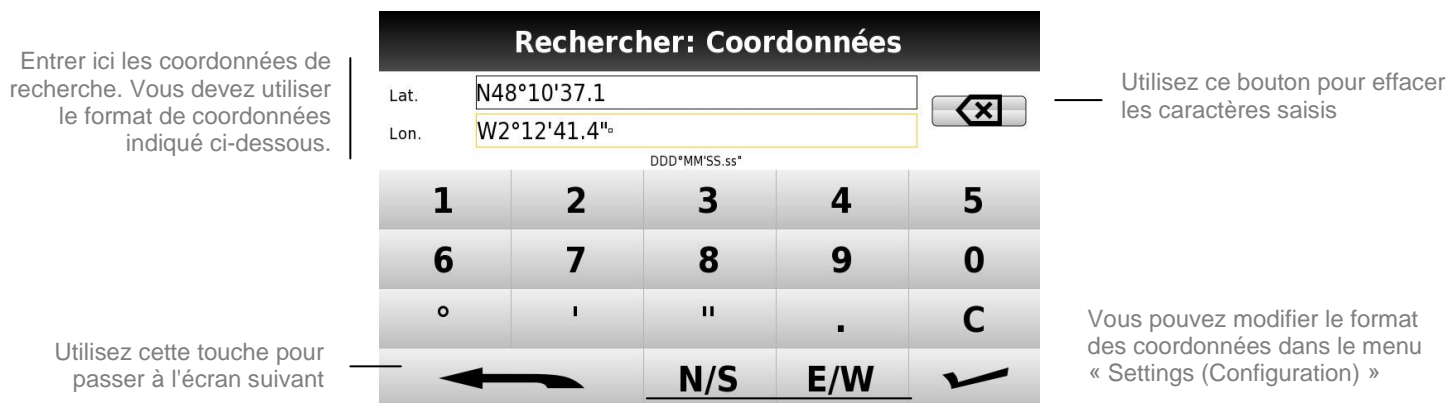 Rechercher: Coordonnées
Entrer ici les coordonnées de
recherche. Vous devez utiliser
le format de coordonnées
indiqué ci-dessous.
Lat.
N48°10'37.1
Lon.
W2°12'41.4"
DDD°MM'SS.ss"
Utilisez ce bouton pour effacer
les caractères saisis
1 2 3 4 5
6 7 8 9 0
° ' " . C
N/S E/W
Utilisez cette touche pour
passer à l'écran suivant
Vous pouvez modifier le format
des coordonnées dans le menu
« Settings (Configuration) »